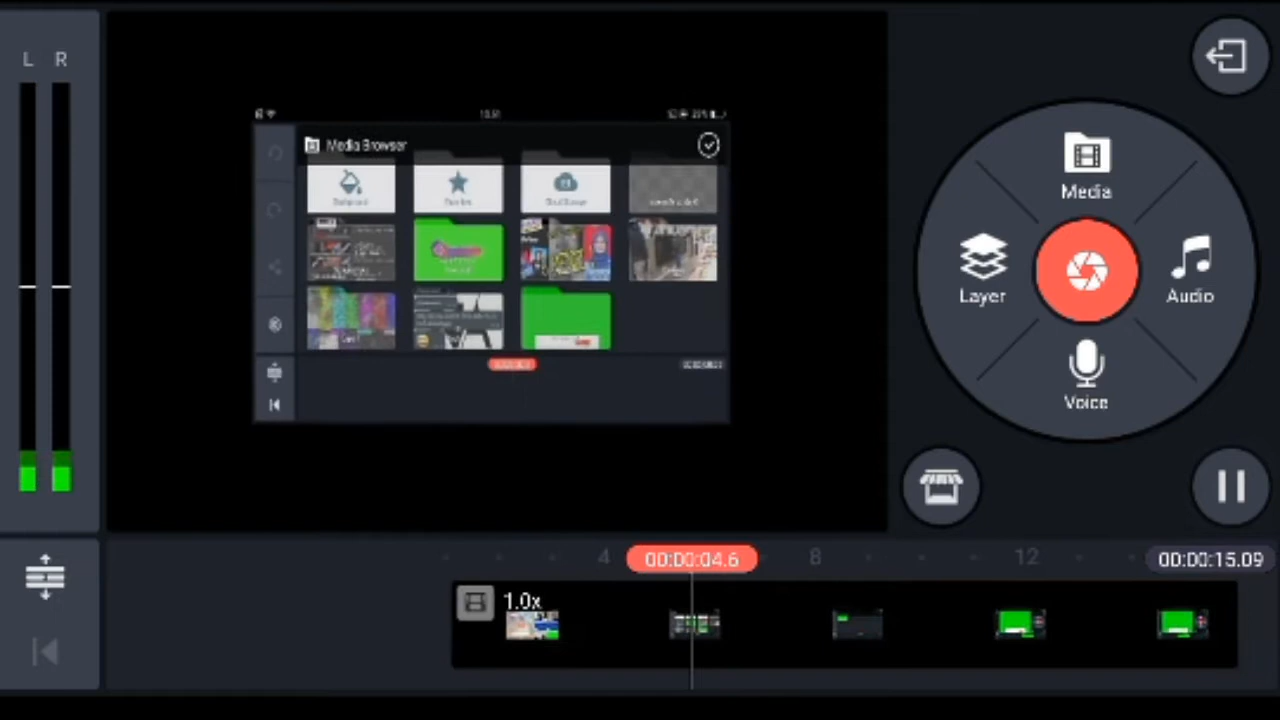 L R
Media Browser
Media
Layer
Audio
Voice
4
00:00:04.6
8
12
00:00:15.09
1.0x